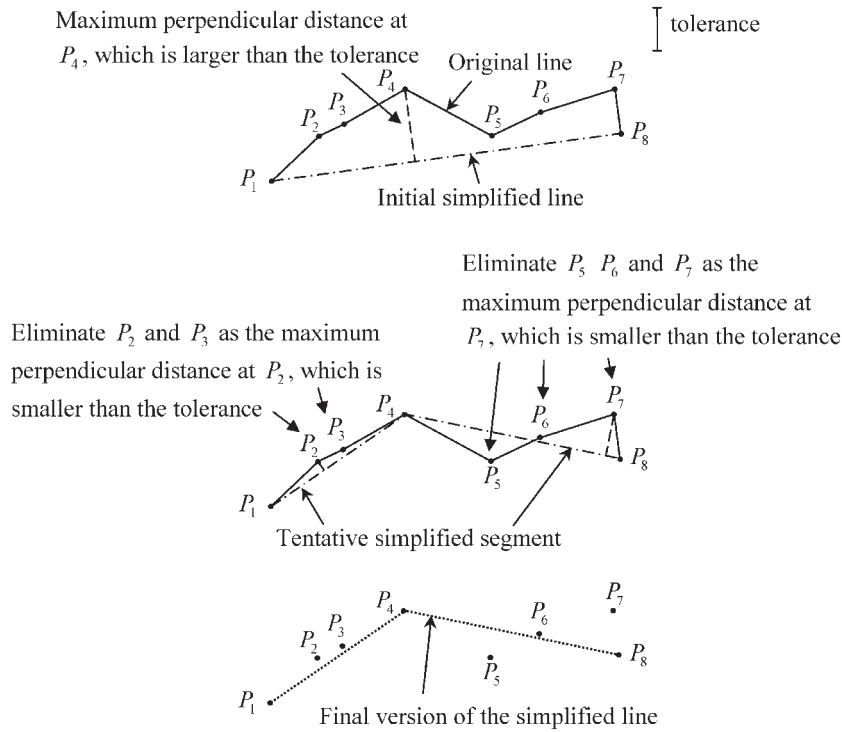 Maximum perpendicular distance at
P4, which is larger than the tolerance
tolerance
Original line
P1
P2
P3
P4
P5
P6
P7
P8
Initial simplified line
Eliminate P5 P6 and P7 as the
maximum perpendicular distance at
P7, which is smaller than the tolerance
Eliminate P2 and P3 as the maximum
perpendicular distance at P2, which is
smaller than the tolerance
P1
P2
P3
P4
P5
P6
P7
P8
Tentative simplified segment
P1
P2
P3
P4
P5
P6
P7
P8
Final version of the simplified line